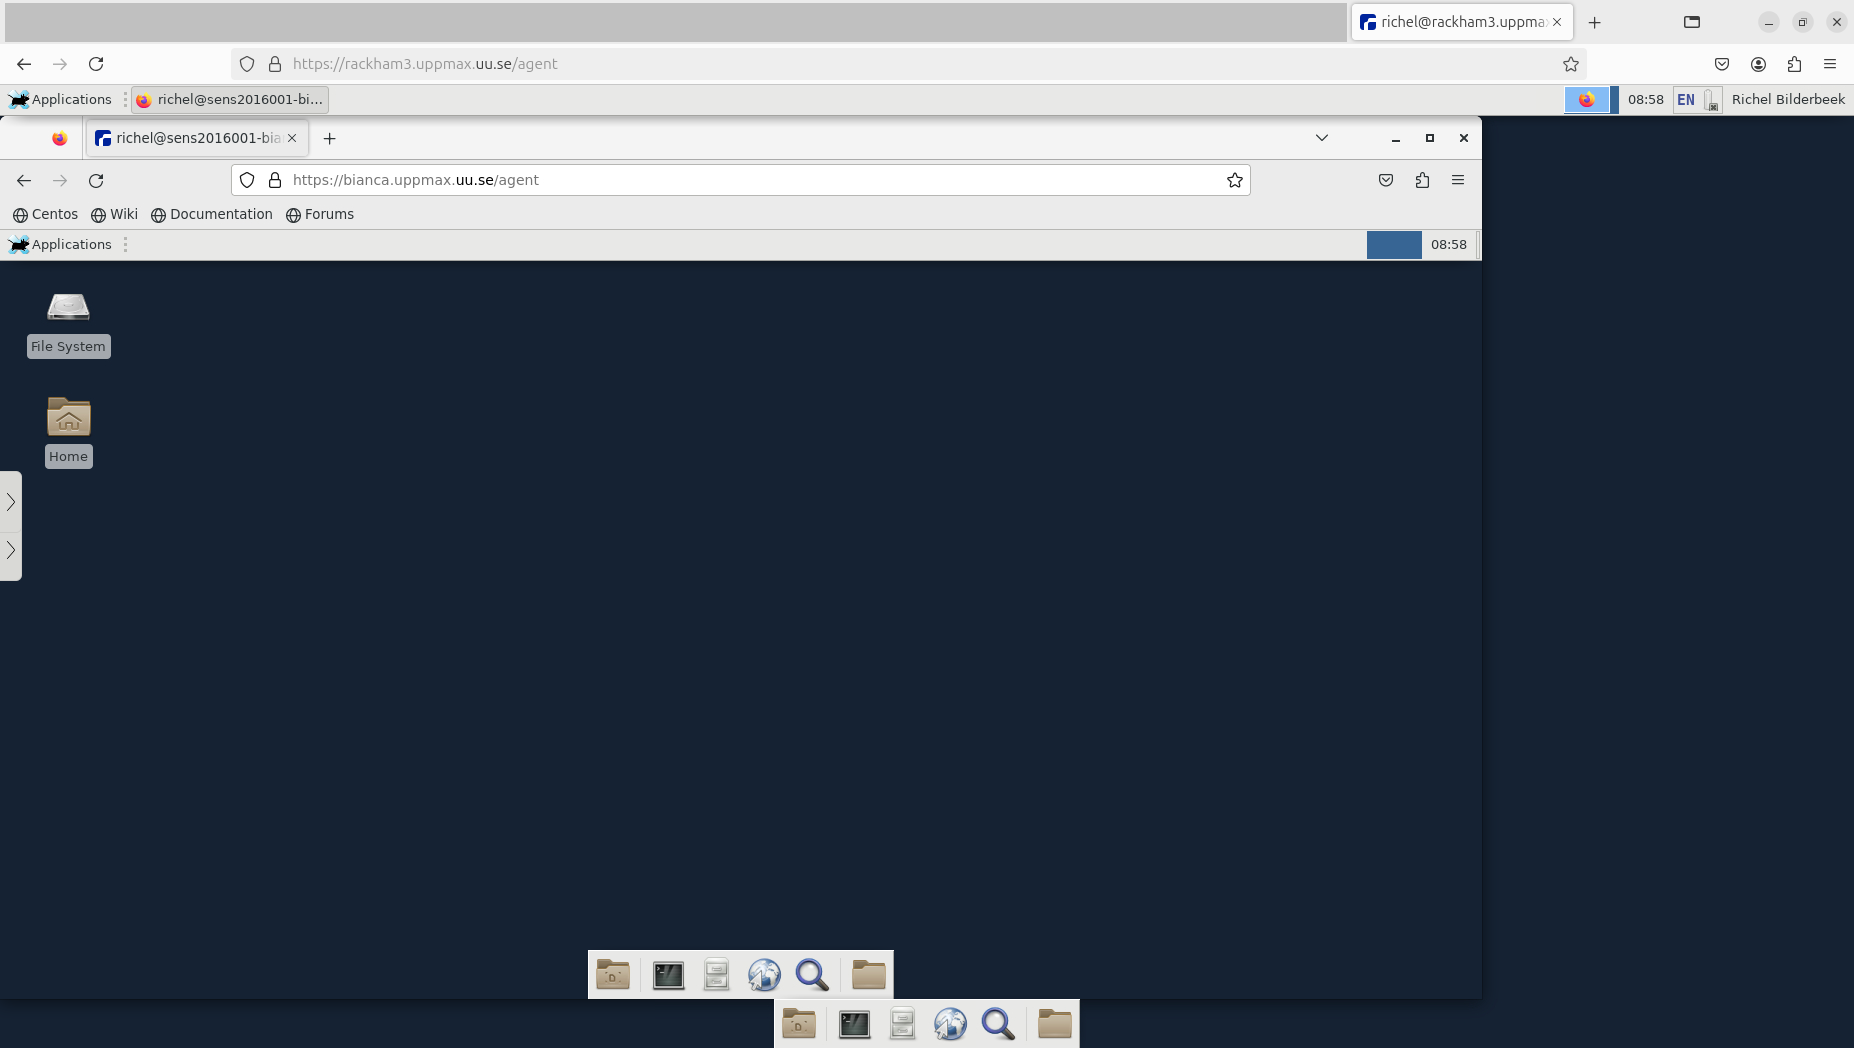 richel@rackham3.uppma
https://rackham3.uppmax.uu.se/agent
Applications richel@sens2016001-bi... 08:58 EN Richel Bilderbeek
richel@sens2016001-bia
https://bianca.uppmax.uu.se/agent
Centos Wiki Documentation Forums
Applications 08:58
File System
Home